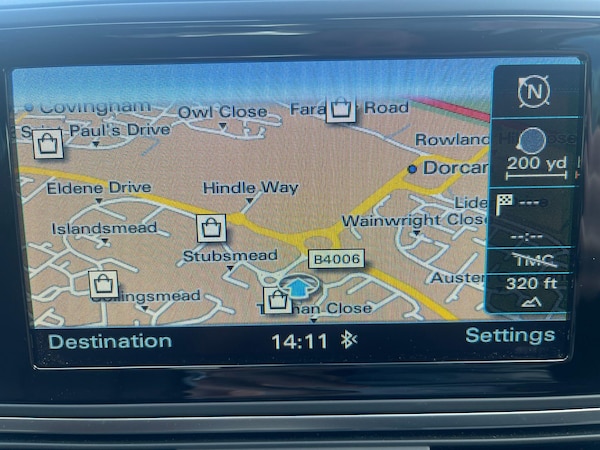 Covingham
Owl Close
Road
Paul's Drive
Rowland
Dorcan
200 yd
Eldene Drive
Hindle Way
---
Wainwright Close
Islandsmead
--:--
Stubsmead
B4006
TMC
320 ft
Close
Destination
14:11
Settings